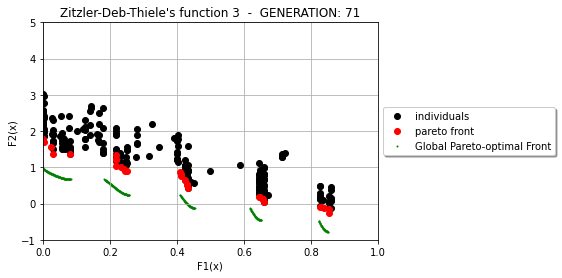 Zitzler-Deb-Thiele's function 3 - GENERATION: 71
5
4
3
2
1
0
-1
F2(x)
0.0 0.2 0.4 0.6 0.8 1.0
F1(x)
individuals
pareto front
Global Pareto-optimal Front